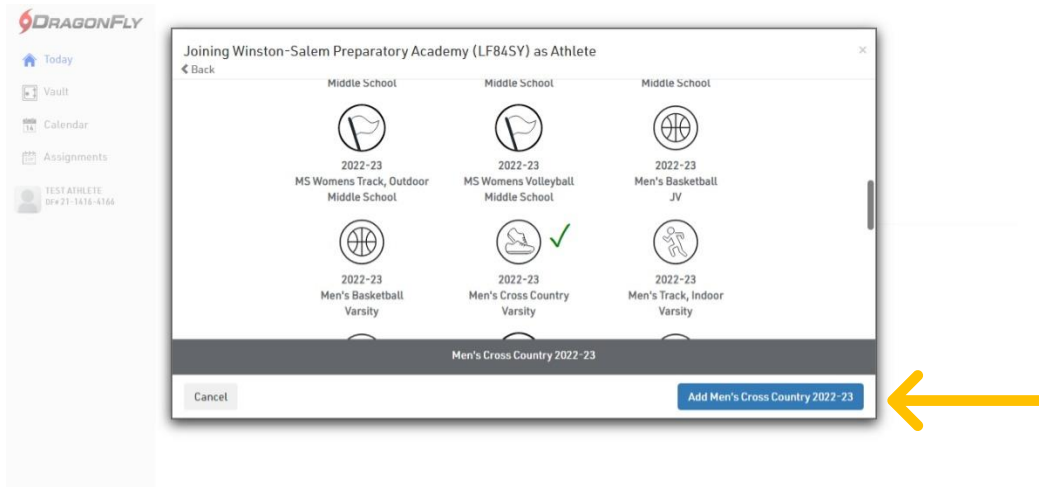 DRAGONFLY
Today
Vault
Calendar
Assignments
TEST ATHLETE
DF# 21-1416-4166
Joining Winston-Salem Preparatory Academy (LF84SY) as Athlete
×
Back
Middle School Middle School Middle School
2022-23 2022-23 2022-23
MS Womens Track, Outdoor MS Womens Volleyball Men's Basketball
Middle School Middle School JV
2022-23 2022-23 2022-23
Men's Basketball Men's Cross Country Men's Track, Indoor
Varsity Varsity Varsity
Men's Cross Country 2022-23
Cancel Add Men's Cross Country 2022-23